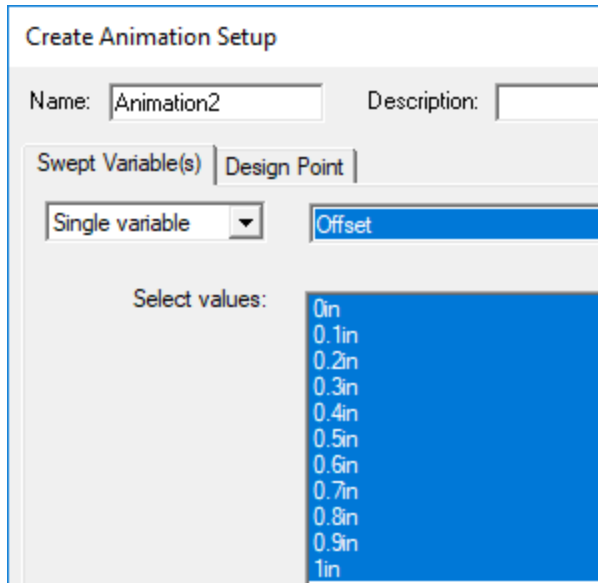 Create Animation Setup
Name: Animation2 Description:
Swept Variable(s) Design Point
Single variable Offset
Select values:
0in
0.1in
0.2in
0.3in
0.4in
0.5in
0.6in
0.7in
0.8in
0.9in
1in